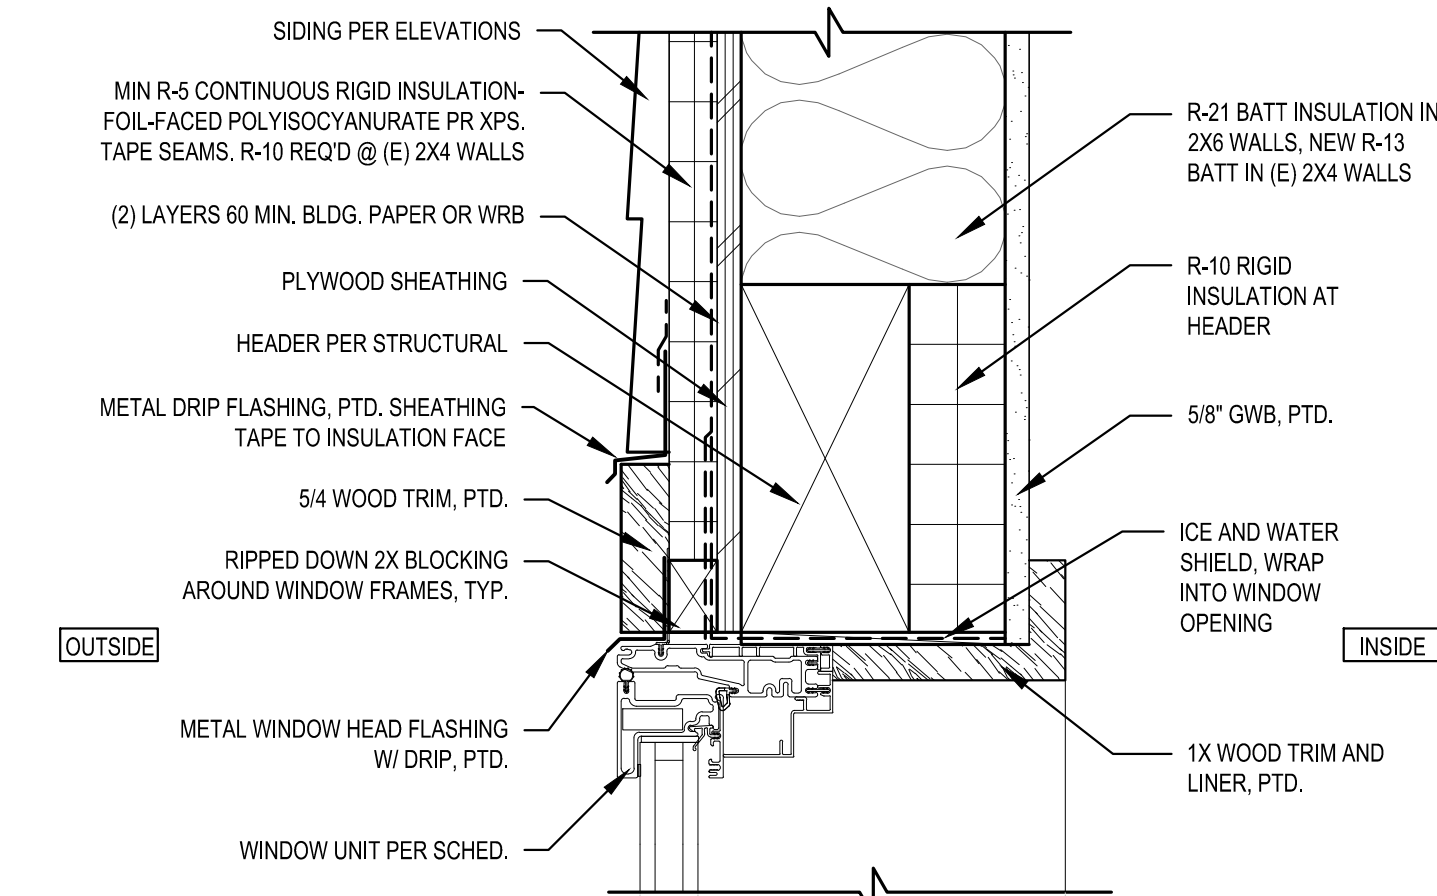 SIDING PER ELEVATIONS
MIN R-5 CONTINUOUS RIGID INSULATION-
FOIL-FACED POLYISOCYANURATE PR XPS.
TAPE SEAMS. R-10 REQ'D @ (E) 2X4 WALLS
(2) LAYERS 60 MIN. BLDG. PAPER OR WRB
PLYWOOD SHEATHING
HEADER PER STRUCTURAL
METAL DRIP FLASHING, PTD. SHEATHING
TAPE TO INSULATION FACE
5/4 WOOD TRIM, PTD.
RIPPED DOWN 2X BLOCKING
AROUND WINDOW FRAMES, TYP.
OUTSIDE
METAL WINDOW HEAD FLASHING
W/ DRIP, PTD.
WINDOW UNIT PER SCHED.
R-21 BATT INSULATION IN
2X6 WALLS, NEW R-13
BATT IN (E) 2X4 WALLS
R-10 RIGID
INSULATION AT
HEADER
5/8" GWB, PTD.
ICE AND WATER
SHIELD, WRAP
INTO WINDOW
OPENING
INSIDE
1X WOOD TRIM AND
LINER, PTD.